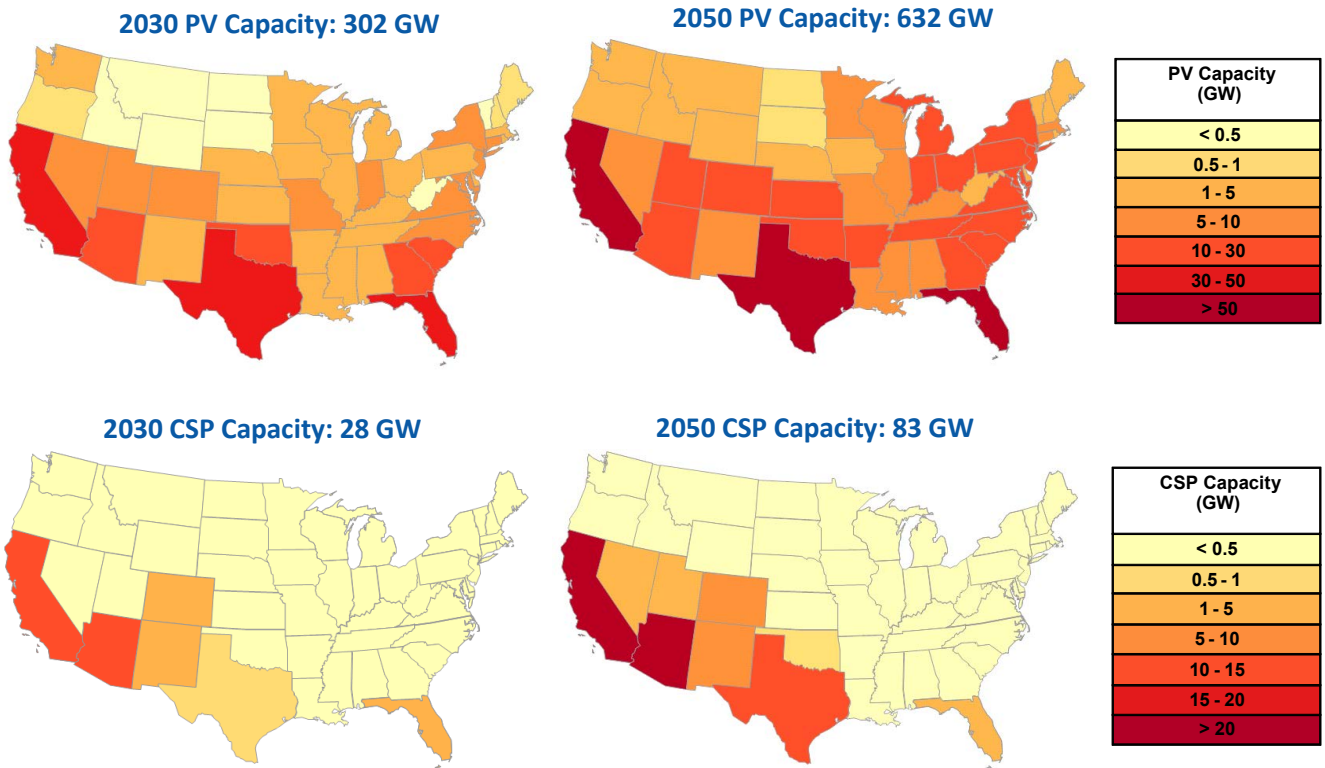 2030 PV Capacity: 302 GW
2050 PV Capacity: 632 GW
PV Capacity
(GW)
< 0.5
0.5 - 1
1 - 5
5 - 10
10 - 30
30 - 50
> 50
2030 CSP Capacity: 28 GW
2050 CSP Capacity: 83 GW
CSP Capacity
(GW)
< 0.5
0.5 - 1
1 - 5
5 - 10
10 - 15
15 - 20
> 20